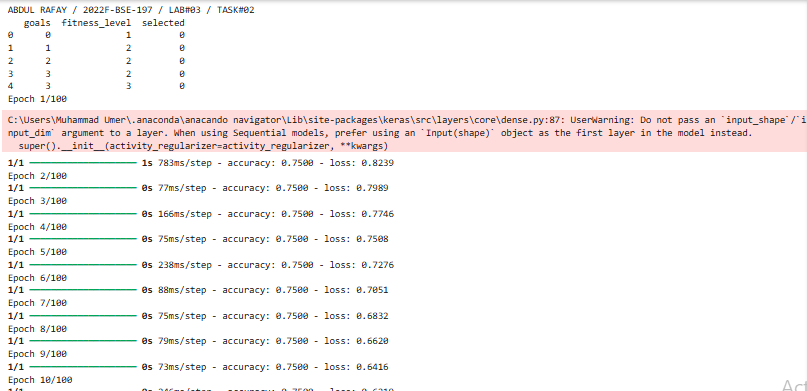 ABDUL RAFAY / 2022F-BSE-197 / LAB#03 / TASK#02
goals fitness_level selected
0 0 1 0
1 1 2 0
2 2 2 0
3 3 2 0
4 3 3 0
Epoch 1/100
C:\Users\Muhammad Umer\.anaconda\anacando navigator\Lib\site-packages\keras\src\layers\core\dense.py:87: UserWarning: Do not pass an `input_shape`/`i
nput_dim` argument to a layer. When using Sequential models, prefer using an `Input(shape)` object as the first layer in the model instead.
super().__init__(activity_regularizer=activity_regularizer, **kwargs)
1/1 1s 783ms/step - accuracy: 0.7500 - loss: 0.8239
Epoch 2/100
1/1 0s 77ms/step - accuracy: 0.7500 - loss: 0.7989
Epoch 3/100
1/1 0s 166ms/step - accuracy: 0.7500 - loss: 0.7746
Epoch 4/100
1/1 0s 75ms/step - accuracy: 0.7500 - loss: 0.7508
Epoch 5/100
1/1 0s 238ms/step - accuracy: 0.7500 - loss: 0.7276
Epoch 6/100
1/1 0s 88ms/step - accuracy: 0.7500 - loss: 0.7051
Epoch 7/100
1/1 0s 75ms/step - accuracy: 0.7500 - loss: 0.6832
Epoch 8/100
1/1 0s 79ms/step - accuracy: 0.7500 - loss: 0.6620
Epoch 9/100
1/1 0s 73ms/step - accuracy: 0.7500 - loss: 0.6416
Epoch 10/100